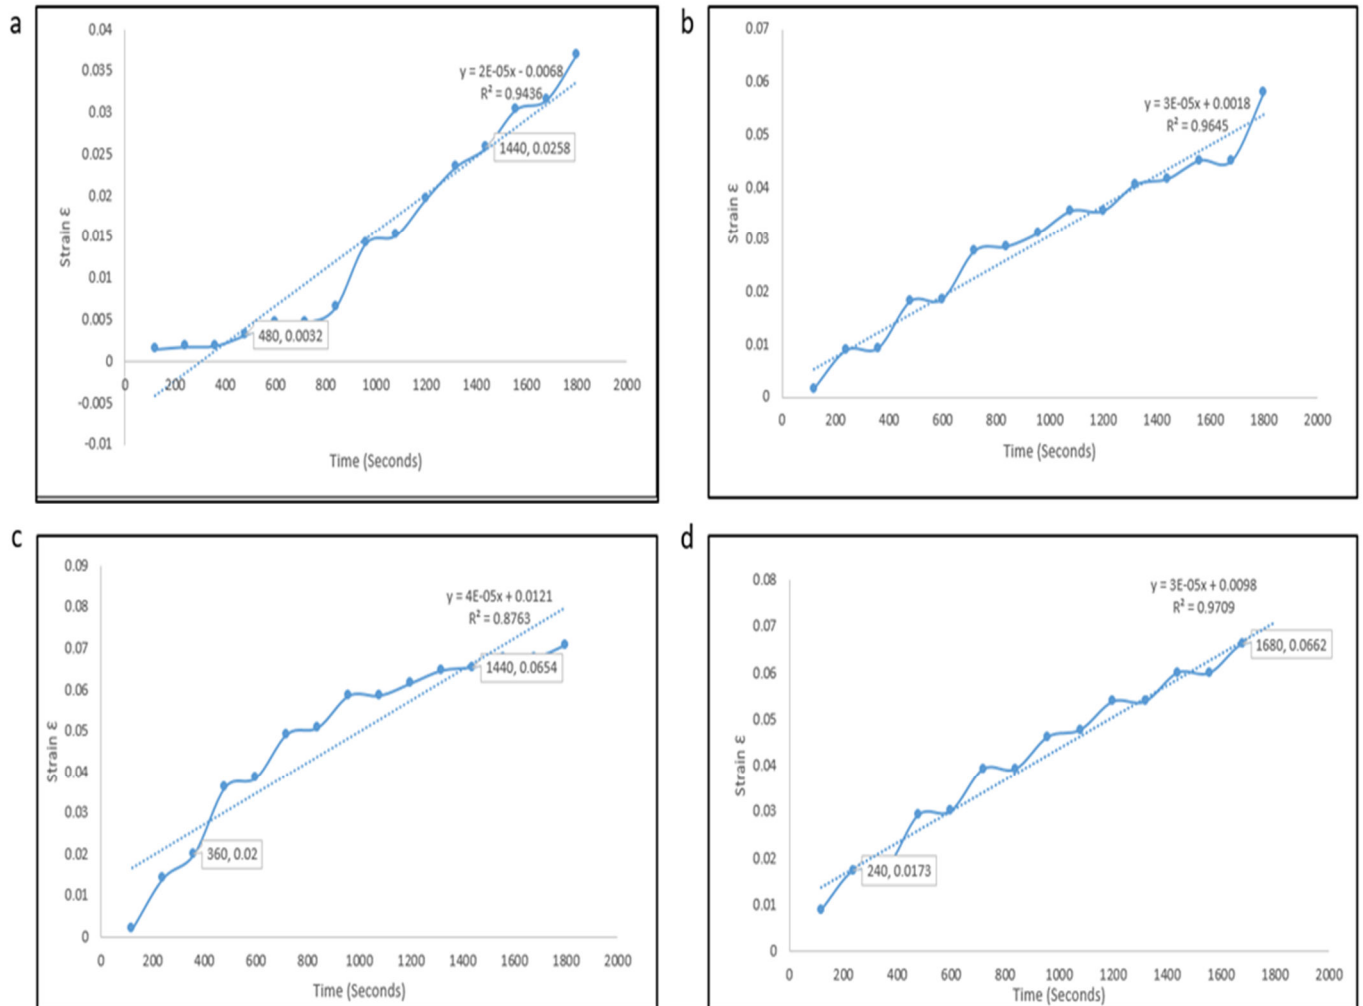 a
0.04
0.035
0.03
0.025
0.02
0.015
0.01
0.005
0
-0.005
-0.01
Strain ε
y = 2E-05x - 0.0068
R² = 0.9436
1440, 0.0258
480, 0.0032
0 200 400 600 800 1000 1200 1400 1600 1800 2000
Time (Seconds)
b
0.07
0.06
0.05
0.04
0.03
0.02
0.01
0
Strain ε
y = 3E-05x + 0.0018
R² = 0.9645
0 200 400 600 800 1000 1200 1400 1600 1800 2000
Time (Seconds)
c
0.09
0.08
0.07
0.06
0.05
0.04
0.03
0.02
0.01
0
Strain ε
y = 4E-05x + 0.0121
R² = 0.8763
1440, 0.0654
360, 0.02
0 200 400 600 800 1000 1200 1400 1600 1800 2000
Time (Seconds)
d
0.08
0.07
0.06
0.05
0.04
0.03
0.02
0.01
0
Strain ε
y = 3E-05x + 0.0098
R² = 0.9709
1680, 0.0662
240, 0.0173
0 200 400 600 800 1000 1200 1400 1600 1800 2000
Time (Seconds)